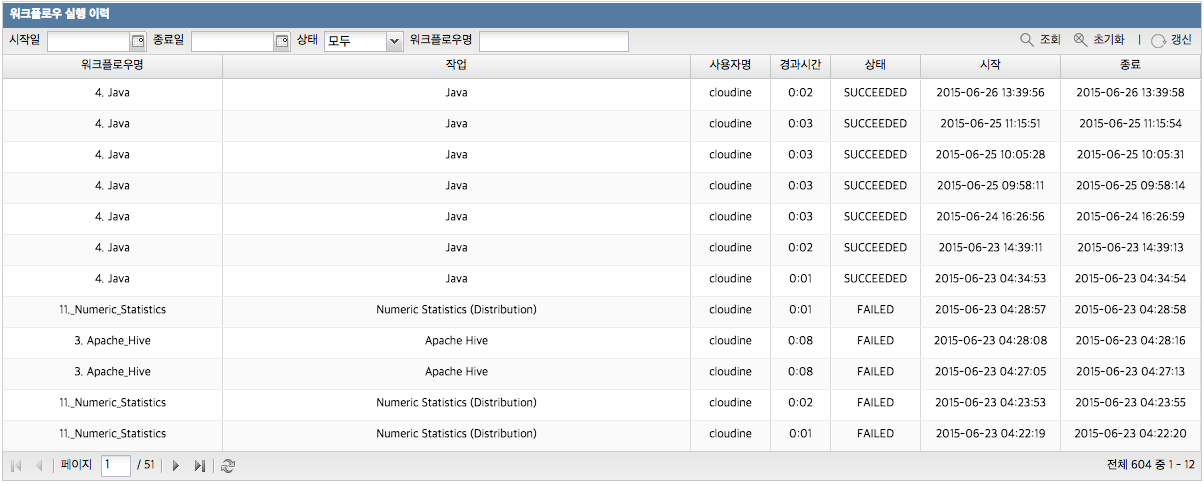 워크플로우 실행 이력
시작일 종료일 상태 모두 워크플로우명 조회 초기화 | 갱신
워크플로우명 작업 사용자명 경과시간 상태 시작 종료
4. Java Java cloudine 0:02 SUCCEEDED 2015-06-26 13:39:56 2015-06-26 13:39:58
4. Java Java cloudine 0:03 SUCCEEDED 2015-06-25 11:15:51 2015-06-25 11:15:54
4. Java Java cloudine 0:03 SUCCEEDED 2015-06-25 10:05:28 2015-06-25 10:05:31
4. Java Java cloudine 0:03 SUCCEEDED 2015-06-25 09:58:11 2015-06-25 09:58:14
4. Java Java cloudine 0:03 SUCCEEDED 2015-06-24 16:26:56 2015-06-24 16:26:59
4. Java Java cloudine 0:02 SUCCEEDED 2015-06-23 14:39:11 2015-06-23 14:39:13
4. Java Java cloudine 0:01 SUCCEEDED 2015-06-23 04:34:53 2015-06-23 04:34:54
11._Numeric_Statistics Numeric Statistics (Distribution) cloudine 0:01 FAILED 2015-06-23 04:28:57 2015-06-23 04:28:58
3. Apache_Hive Apache Hive cloudine 0:08 FAILED 2015-06-23 04:28:08 2015-06-23 04:28:16
3. Apache_Hive Apache Hive cloudine 0:08 FAILED 2015-06-23 04:27:05 2015-06-23 04:27:13
11._Numeric_Statistics Numeric Statistics (Distribution) cloudine 0:02 FAILED 2015-06-23 04:23:53 2015-06-23 04:23:55
11._Numeric_Statistics Numeric Statistics (Distribution) cloudine 0:01 FAILED 2015-06-23 04:22:19 2015-06-23 04:22:20
페이지 1 / 51 전체 604 중 1 - 12